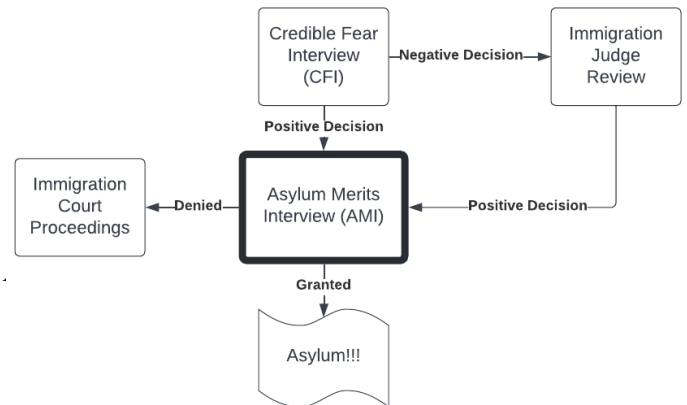 Credible Fear
Interview
(CFI)
Negative Decision
Immigration
Judge
Review
Positive Decision
Immigration
Court
Proceedings
Denied
Asylum Merits
Interview (AMI)
Positive Decision
Granted
Asylum!!!